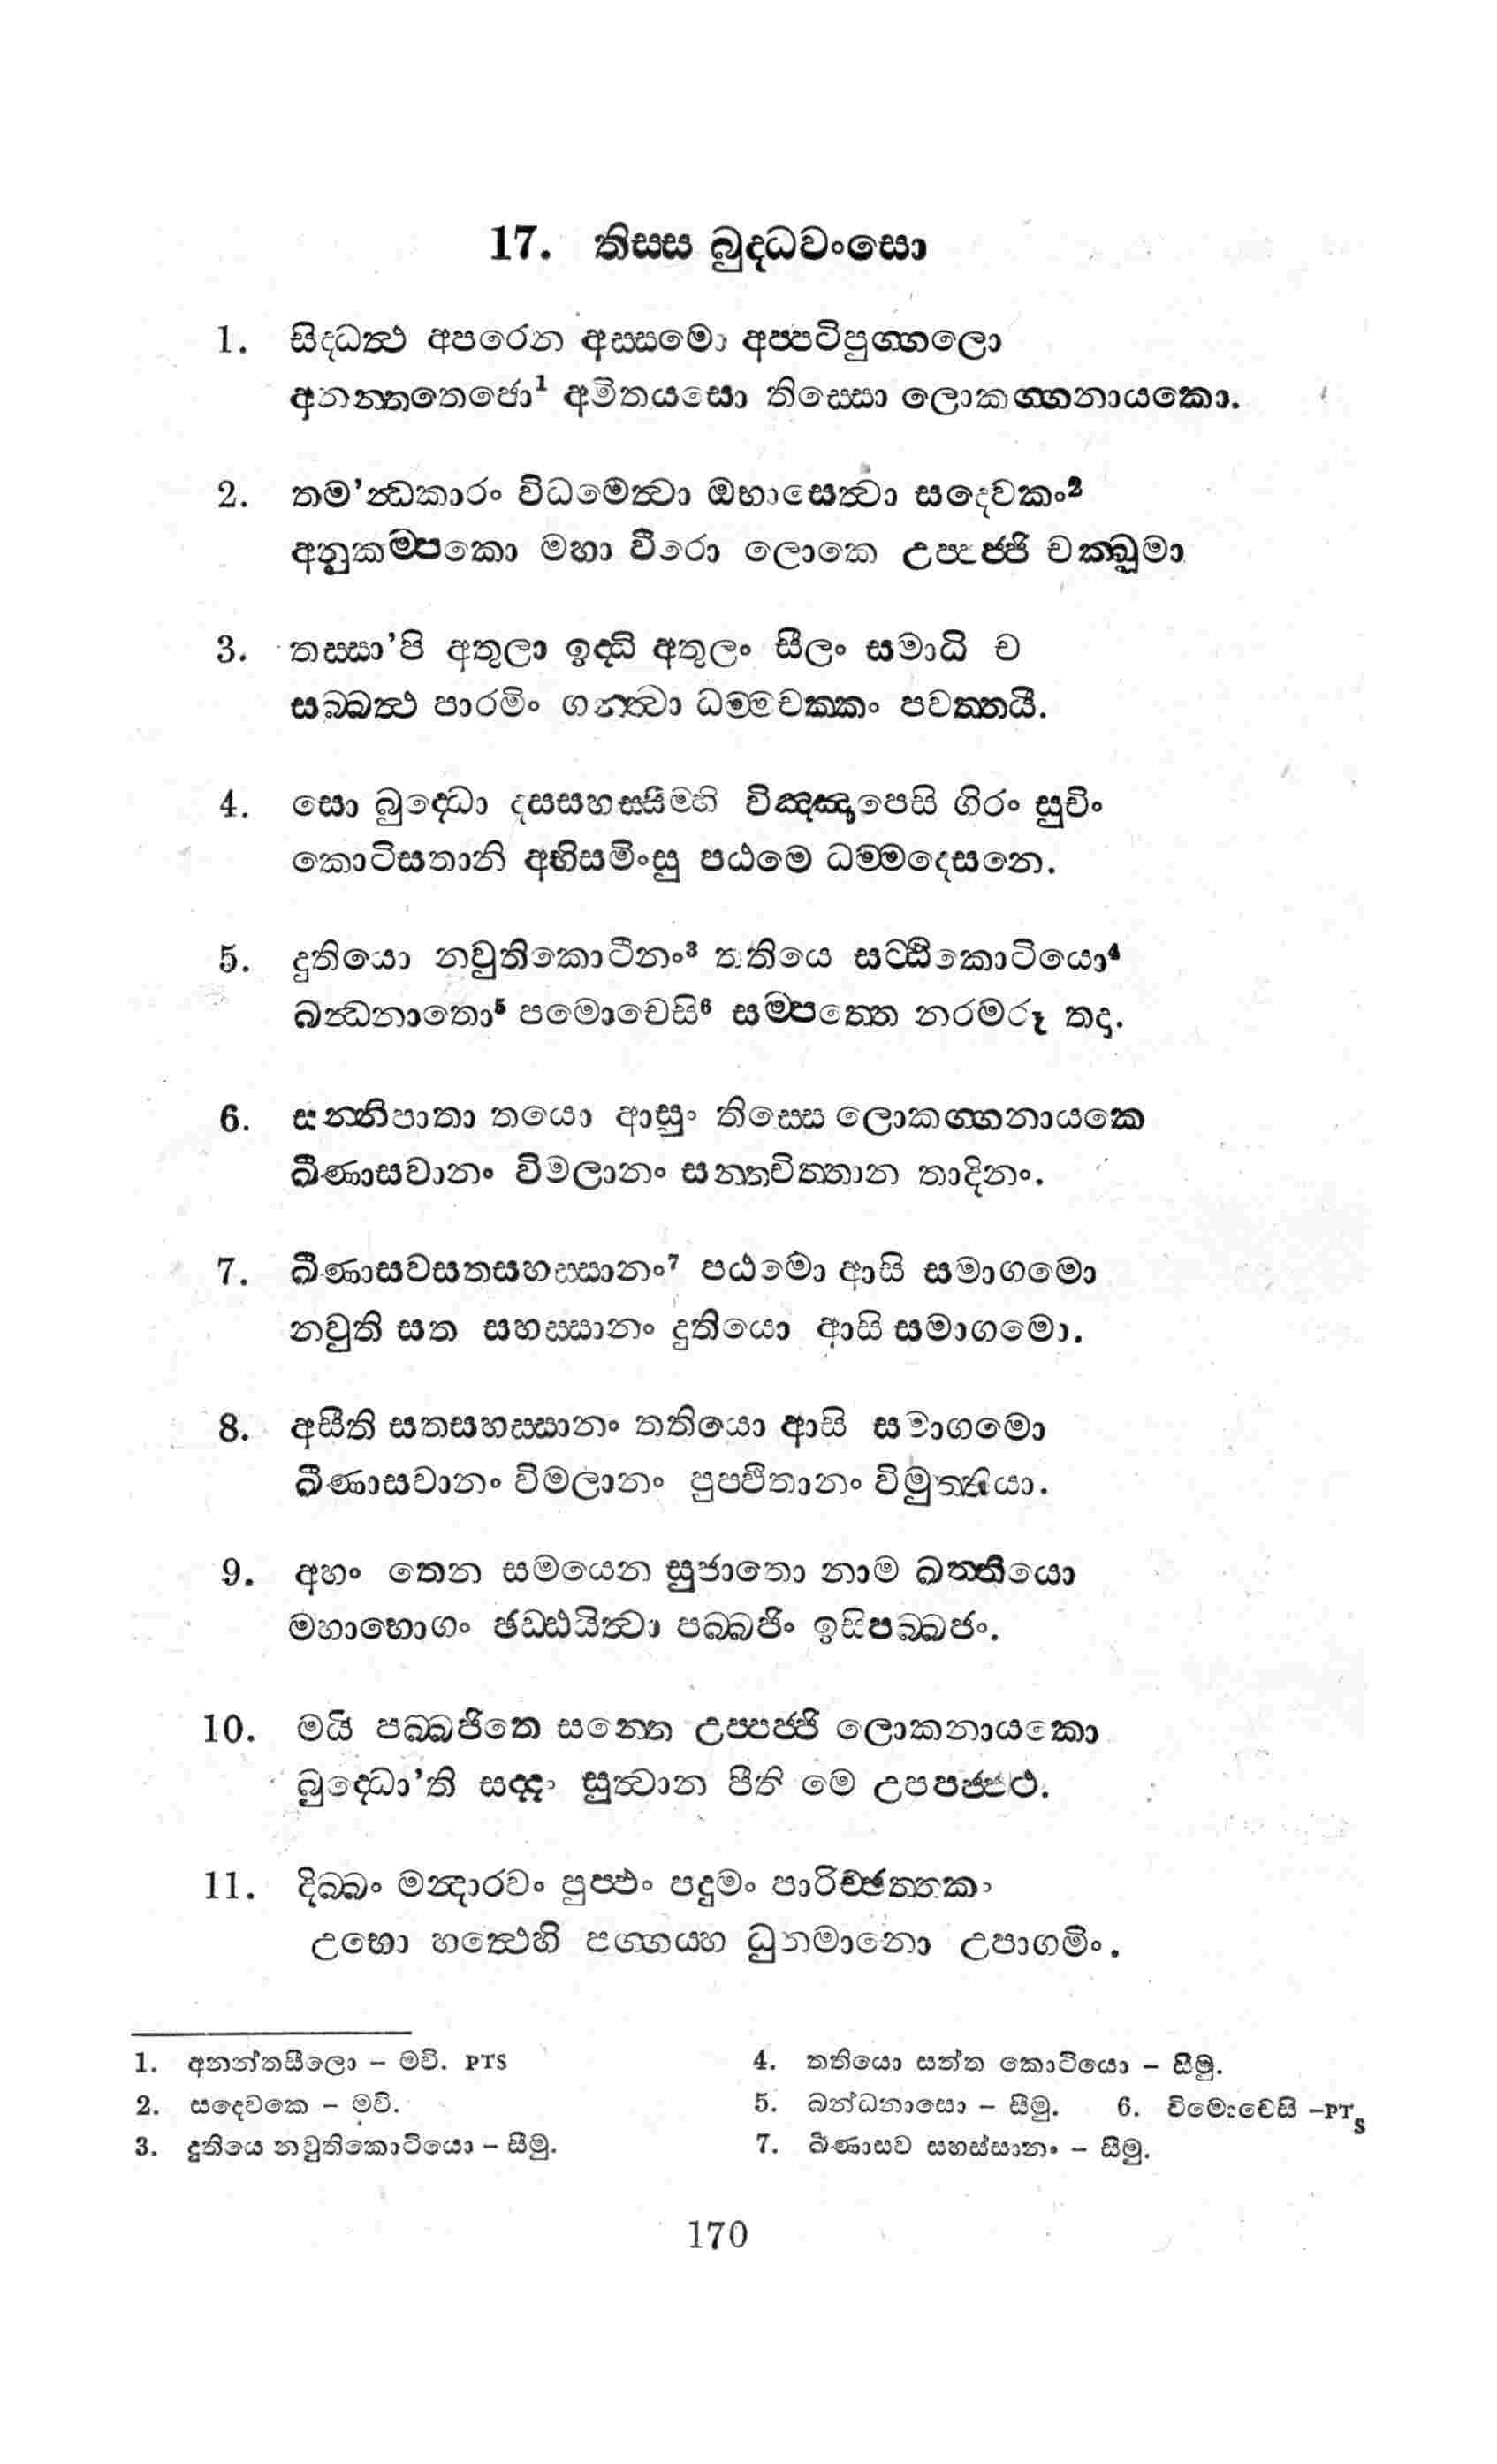 17. තිස්ස බුද්ධවංසො
1. සිද්ධත්ථ අපරෙන අස්සමො අප්පටිපුග්ගලො
අනන්තතෙජො¹ අමිතයසො තිස්සො ලොකග්ගනායකො.
2. තම'න්ධකාරං විධමෙත්වා ඔභාසෙත්වා සදෙවකං²
අනුකම්පකො මහා වීරො ලොකෙ උප්පජ්ජි චක්ඛුමා
3. තස්සා'පි අතුලා ඉද්ධි අතුලං සීලං සමාධි ච
සබ්බත්ථ පාරමිං ගන්ත්වා ධම්මචක්කං පවත්තයී.
4. සො බුද්ධො දසසහස්සීම්හි විඤ්ඤාපෙසි ගිරං සුචිං
කොටිසතානි අභිසමිංසු පඨමෙ ධම්මදෙසනෙ.
5. දුතියො නවුතිකොටීනං³ තතියෙ සට්ඨිකොටියො⁴
බන්ධනාතො⁵ පමොචෙසි⁶ සම්පත්තෙ නරමරූ තදා.
6. සන්නිපාතා තයො ආසුං තිස්සෙ ලොකග්ගනායකෙ
ඛීණාසවානං විමලානං සන්තචිත්තාන තාදිනං.
7. ඛීණාසවසතසහස්සානං⁷ පඨමො ආසි සමාගමො
නවුති සත සහස්සානං දුතියො ආසි සමාගමො.
8. අසීති සතසහස්සානං තතියො ආසි සමාගමො
ඛීණාසවානං විමලානං පුප්ඵිතානං විමුත්තියා.
9. අහං තෙන සමයෙන සුජාතො නාම ඛත්තියො
මහාභොගං ඡඩ්ඩයිත්වා පබ්බජිං ඉසිපබ්බජං.
10. මයි පබ්බජිතෙ සන්තෙ උප්පජ්ජි ලොකනායකො
බුද්ධො'ති සද්දං සුත්වාන පීති මෙ උපපජ්ජථ.
11. දිබ්බං මන්දාරවං පුප්ඵං පදුමං පාරිච්ඡත්තකං
උභො හත්ථෙහි පග්ගය්හ ධුනමානො උපාගමිං.
1. අනන්තසීලො – මවි. PTS
2. සදෙවකෙ – මවි.
3. දුතියෙ නවුතිකොටියො – සීමු.
4. තතියො සත්ත කොටියො – සීමු.
5. බන්ධනාසො – සීමු. 6. විමොචෙසි –PTS
7. ඛීණාසව සහස්සානං – සීමු.
170